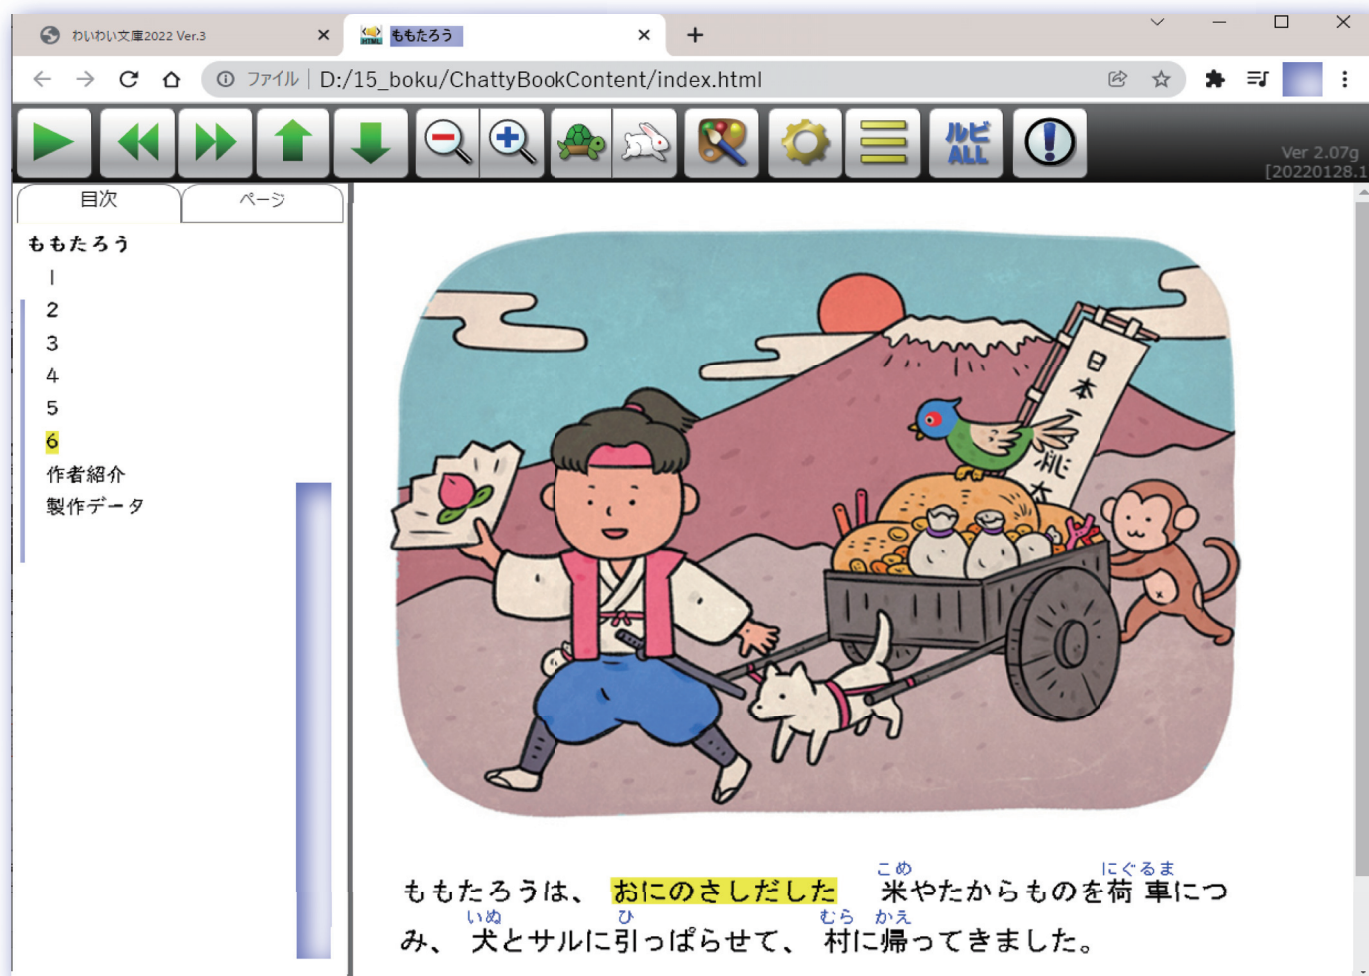 わいわい文庫2022 Ver.3
ももたろう
ファイル
D:/15_boku/ChattyBookContent/index.html
HTML
ルビ
ALL
Ver 2.07g
[20220128.1
目次
ページ
ももたろう
1
2
3
4
5
6
作者紹介
製作データ
日本一
桃太
こめ にぐるま
ももたろうは、 おにのさしだした 米やたからものを荷車につ
いぬ ひ むら かえ
み、 犬とサルに引っぱらせて、 村に帰ってきました。